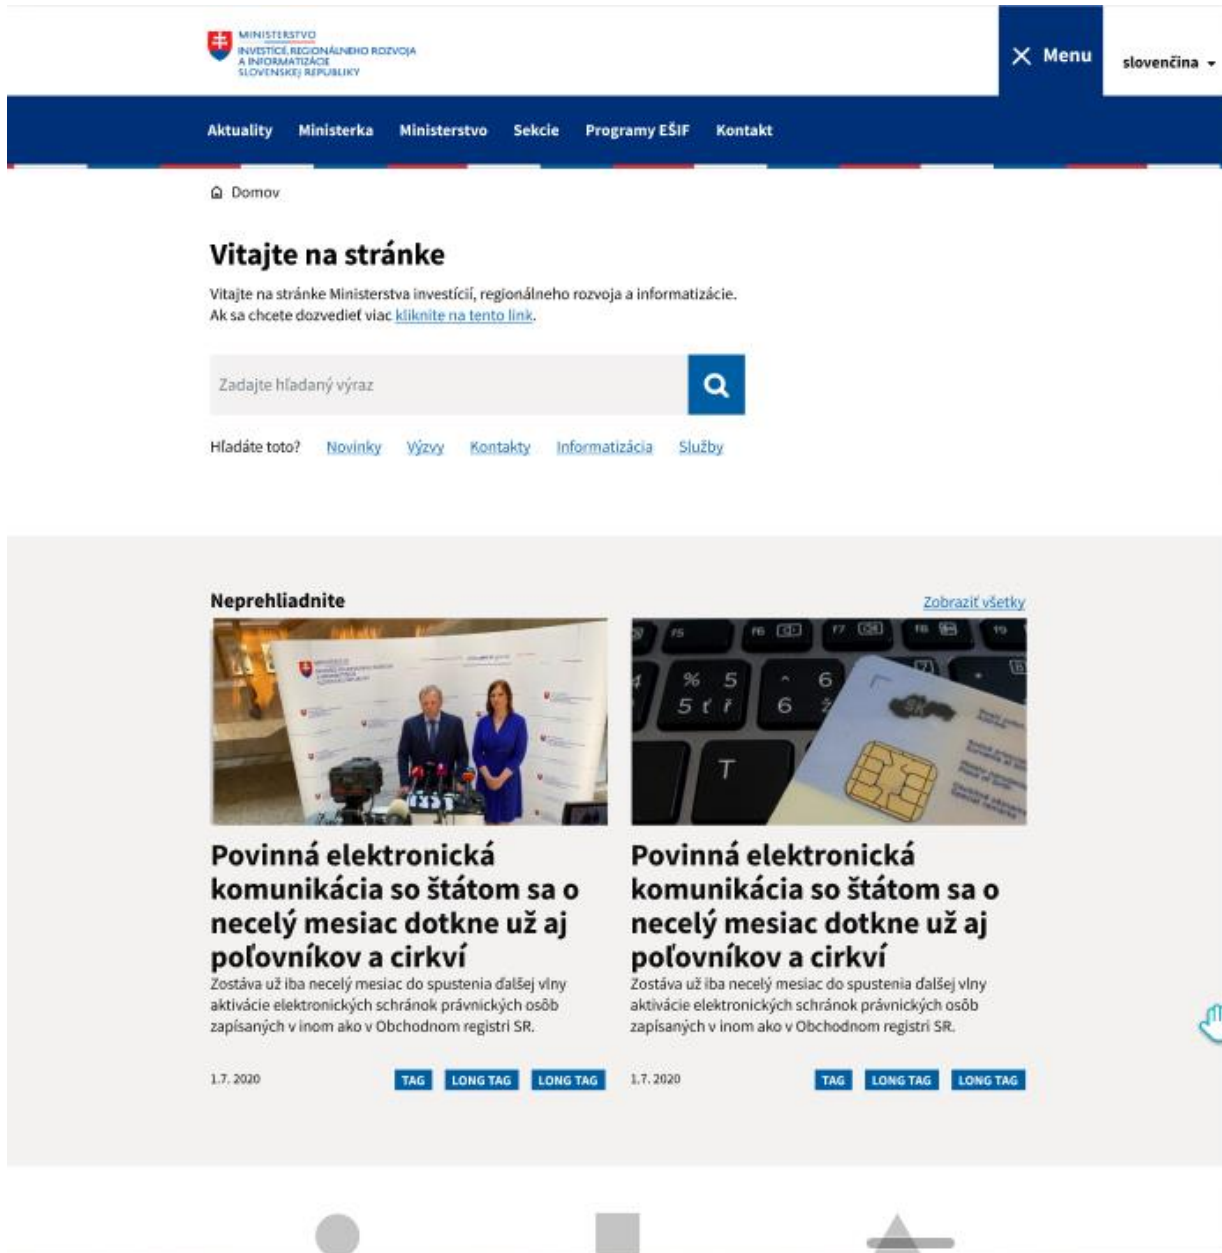 MINISTERSTVO
INVESTÍCIÍ, REGIONÁLNEHO ROZVOJA
A INFORMATIZÁCIE
SLOVENSKEJ REPUBLIKY
Menu
slovenčina
Aktuality Ministerka Ministerstvo Sekcie Programy EŠIF Kontakt
Domov
Vitajte na stránke
Vitajte na stránke Ministerstva investícií, regionálneho rozvoja a informatizácie.
Ak sa chcete dozvedieť viac kliknite na tento link.
Zadajte hľadaný výraz
Hľadáte toto? Novinky Výzvy Kontakty Informatizácia Služby
Neprehliadnite
Zobraziť všetky
Povinná elektronická
komunikácia so štátom sa o
necelý mesiac dotkne už aj
poľovníkov a cirkví
Zostáva už iba necelý mesiac do spustenia ďalšej vlny
aktivácie elektronických schránok právnických osôb
zapísaných v inom ako v Obchodnom registri SR.
1.7. 2020 TAG LONG TAG LONG TAG
Povinná elektronická
komunikácia so štátom sa o
necelý mesiac dotkne už aj
poľovníkov a cirkví
Zostáva už iba necelý mesiac do spustenia ďalšej vlny
aktivácie elektronických schránok právnických osôb
zapísaných v inom ako v Obchodnom registri SR.
1.7. 2020 TAG LONG TAG LONG TAG